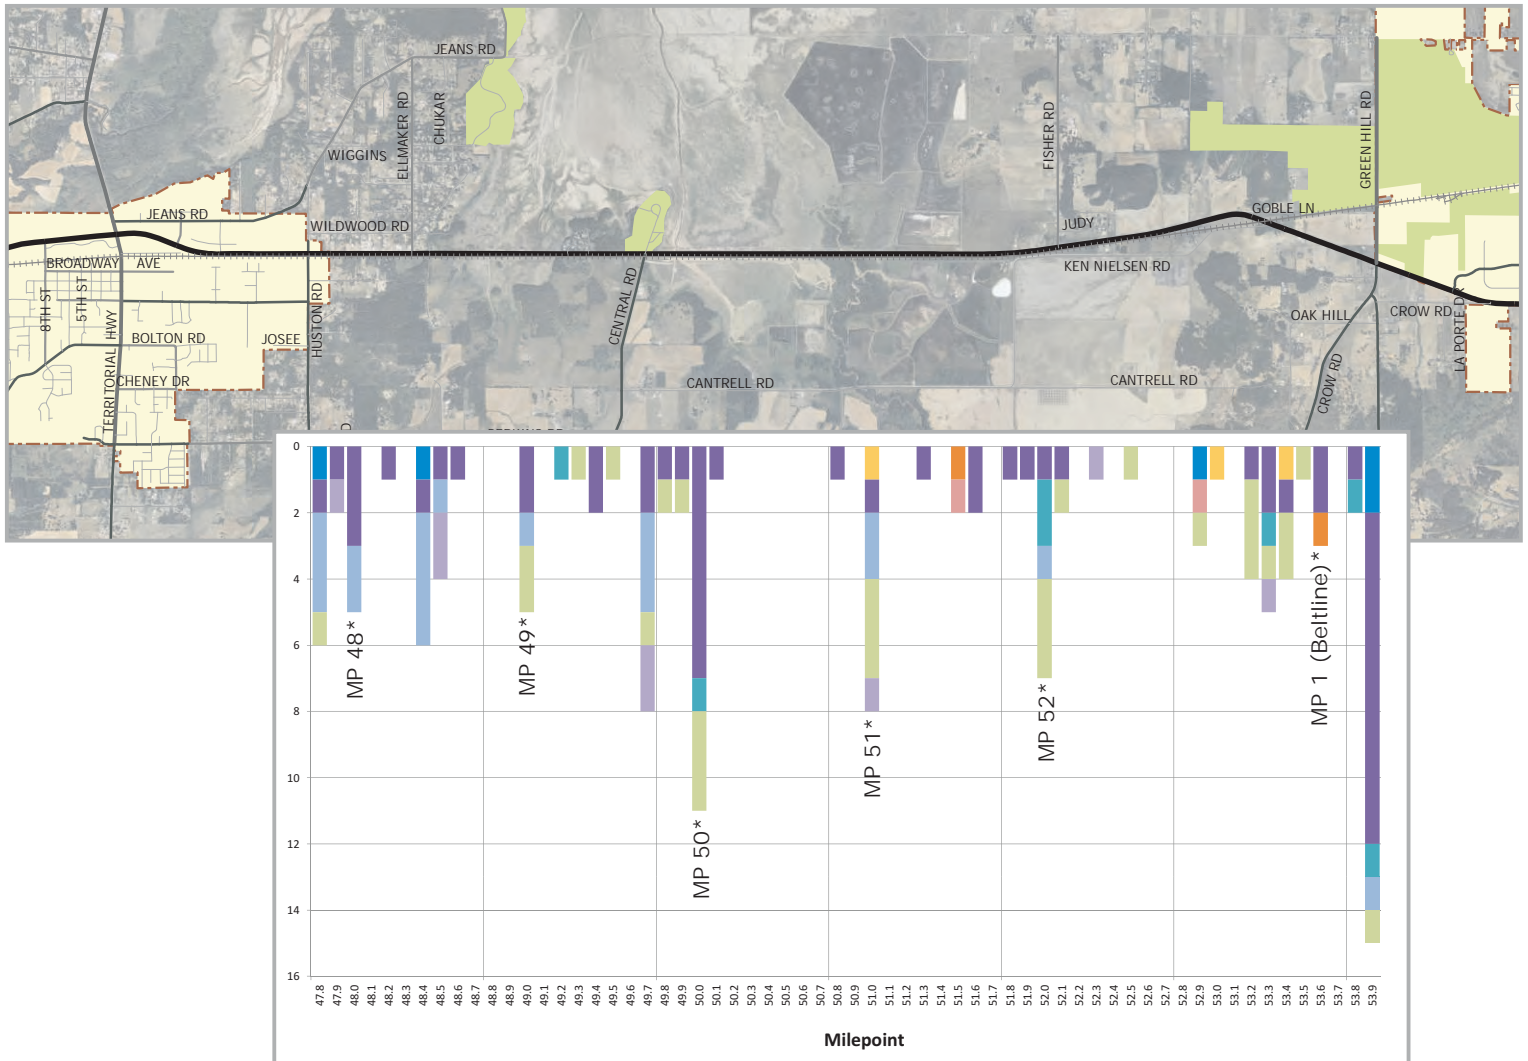 JEANS RD
ELLMAKER RD
CHUKAR
WIGGINS
FISHER RD
GREEN HILL RD
JEANS RD
WILDWOOD RD
JUDY
GOBLE LN
BROADWAY AVE
KEN NIELSEN RD
8TH ST
5TH ST
TERRITORIAL HWY
HUSTON RD
CENTRAL RD
BOLTON RD
JOSEE
OAK HILL
CROW RD
LA PORTE DR
CHENEY DR
CANTRELL RD
CANTRELL RD
CROW RD
D
0
2
4
6
8
10
12
14
16
MP 48*
MP 49*
MP 50*
MP 51*
MP 52*
MP 1 (Beltline)*
47.8
47.9
48.0
48.1
48.2
48.3
48.4
48.5
48.6
48.7
48.8
48.9
49.0
49.1
49.2
49.3
49.4
49.5
49.6
49.7
49.8
49.9
50.0
50.1
50.2
50.3
50.4
50.5
50.6
50.7
50.8
50.9
51.0
51.1
51.2
51.3
51.4
51.5
51.6
51.7
51.8
51.9
52.0
52.1
52.2
52.3
52.4
52.5
52.6
52.7
52.8
52.9
53.0
53.1
53.2
53.3
53.4
53.5
53.6
53.7
53.8
53.9
Milepoint